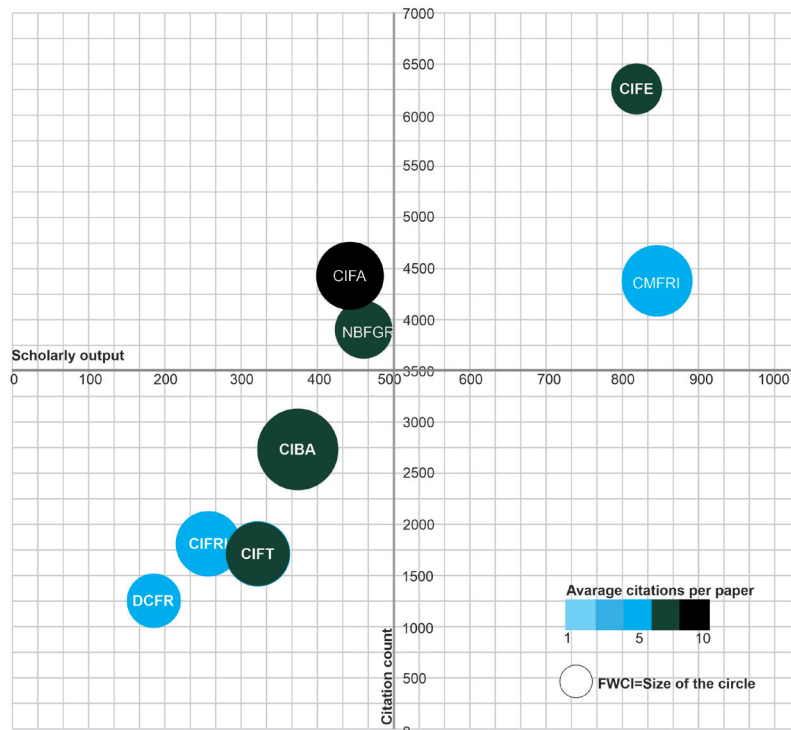 7000
6500
CIFE
6000
5500
5000
4500
CIFA
CMFRI
4000
NBFGR
Scholarly output
3500
0 100 200 300 400 500 600 700 800 900 1000
3000
CIBA
2500
2000
CIFRI
CIFT
1500
Avarage citations per paper
DCFR
1 5 10
1000
Citation count
500
FWCI=Size of the circle
0